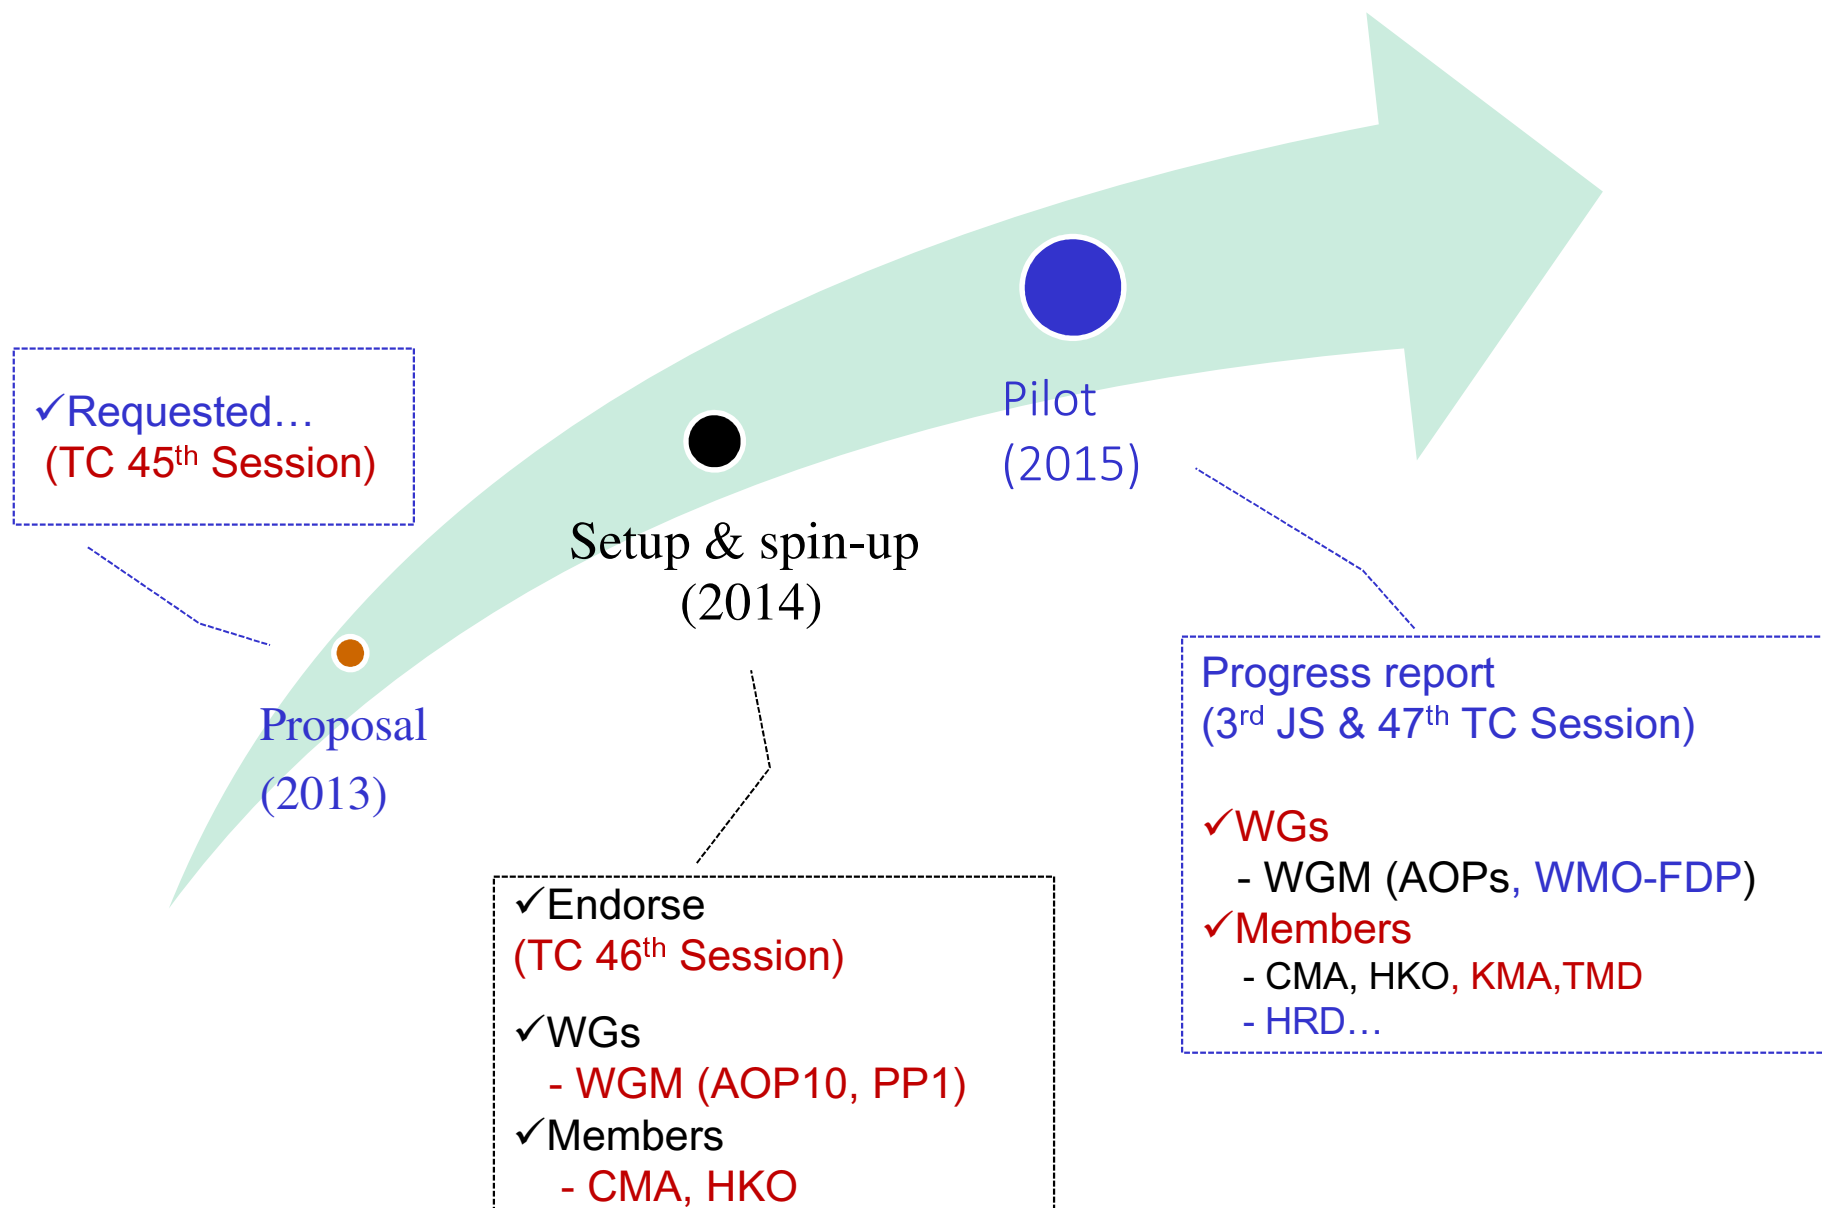 ✓Requested…
(TC 45th Session)
Proposal
(2013)
Setup & spin-up
(2014)
✓Endorse
(TC 46th Session)
✓WGs
- WGM (AOP10, PP1)
✓Members
- CMA, HKO
Pilot
(2015)
Progress report
(3rd JS & 47th TC Session)
✓WGs
- WGM (AOPs, WMO-FDP)
✓Members
- CMA, HKO, KMA,TMD
- HRD…